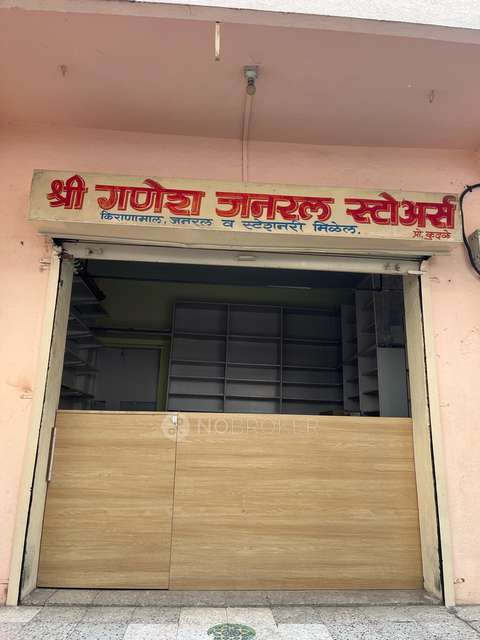 श्री गणेश जनरल स्टोअर्स
किराणामाल, जनरल व स्टेशनरी मिळेल.
प्रो. कुदळे
NOBROKER